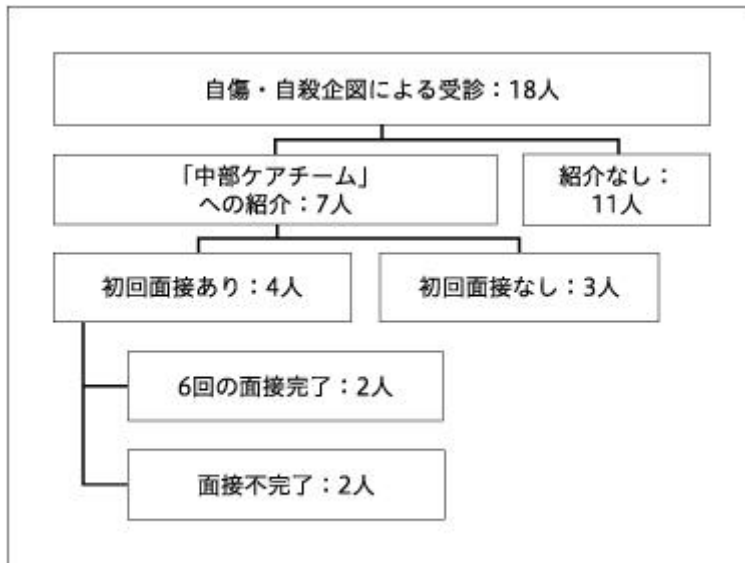 自傷・自殺企図による受診：18人
「中部ケアチーム」
への紹介：7人
紹介なし：
11人
初回面接あり：4人
初回面接なし：3人
6回の面接完了：2人
面接不完了：2人